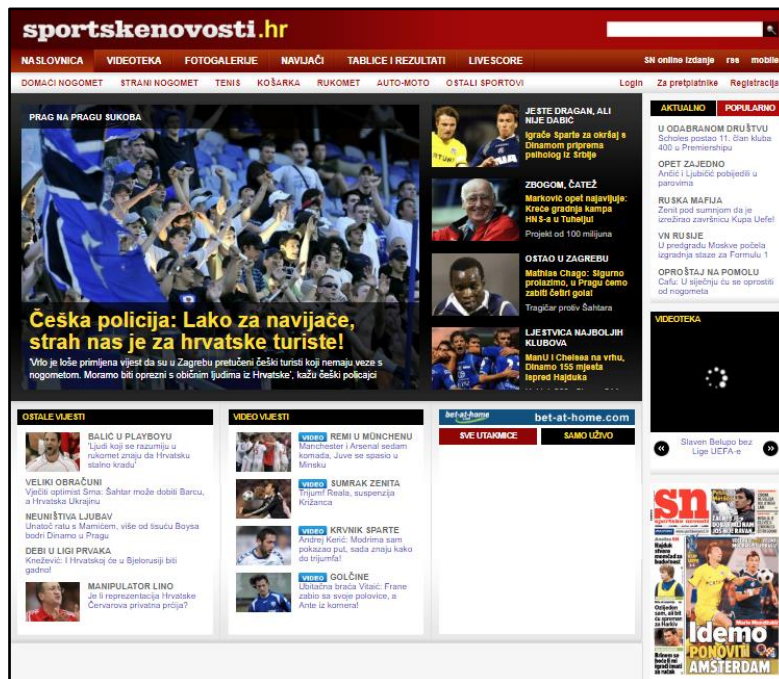 sportskenovosti.hr
NASLOVNICA VIDEOTEKA FOTOGALERIJE NAVIJAČI TABLICE I REZULTATI LIVESCORE SN online izdanje rss mobile
DOMAĆI NOGOMET STRANI NOGOMET TENIS KOŠARKA RUKOMET AUTO-MOTO OSTALI SPORTOVI Login Za pretplatnike Registracija
PRAG NA PRAGU SUKOBA
Češka policija: Lako za navijače,
strah nas je za hrvatske turiste!
'Vrlo je loše primljena vijest da su u Zagrebu pretučeni češki turisti koji nemaju veze s
nogometom. Moramo biti oprezni s običnim ljudima iz Hrvatske', kažu češki policajci
JESTE DRAGAN, ALI
NIJE DABIĆ
Igrače Sparte za okršaj s
Dinamom priprema
psiholog iz Srbije
ZBOGOM, ČATEŽ
Marković opet najavljuje:
Kreće gradnja kampa
HNS-a u Tuhelju!
Projekt od 100 milijuna
OSTAO U ZAGREBU
Mathias Chago: Sigurno
prolazimo, u Pragu ćemo
zabiti četiri gola!
Tragičar protiv Šahtara
LJESTVICA NAJBOLJIH
KLUBOVA
ManU i Chelsea na vrhu,
Dinamo 155 mjesta
ispred Hajduka
AKTUALNO POPULARNO
U ODABRANOM DRUŠTVU
Scholes postao 11. član kluba
400 u Premiershipu
OPET ZAJEDNO
Ančić i Ljubičić pobijedili u
parovima
RUSKA MAFIJA
Zenit pod sumnjom da je
izrežirao završnicu Kupa Uefe!
VN RUSIJE
U predgrađu Moskve počela
izgradnja staze za Formulu 1
OPROŠTAJ NA POMOLU
Cafu: U siječnju ću se oprostiti
od nogometa
VIDEOTEKA
Slaven Belupo bez
Lige UEFA-e
OSTALE VIJESTI
BALIĆ U PLAYBOYU
'Ljudi koji se razumiju u
rukomet znaju da Hrvatsku
stalno kradu'
VELIKI OBRAČUNI
Vječiti optimist Srna: Šahtar može dobiti Barcu,
a Hrvatska Ukrajinu
NEUNIŠTIVA LJUBAV
Unatoč ratu s Mamićem, više od tisuću Boysa
bodri Dinamo u Pragu
DEBI U LIGI PRVAKA
Knežević: I Hrvatskoj će u Bjelorusiji biti
gadno!
MANIPULATOR LINO
Je li reprezentacija Hrvatske
Červarova privatna prćija?
VIDEO VIJESTI
VIDEO REMI U MÜNCHENU
Manchester i Arsenal sedam
komada, Juve se spasio u
Minsku
VIDEO SUMRAK ZENITA
Trijumf Reala, suspenzija
Križanca
VIDEO KRVNIK SPARTE
Andrej Kerić: Modrima sam
pokazao put, sada znaju kako
do trijumfa!
VIDEO GOLČINE
Ubitačna braća Vitaić: Frane
zabio sa svoje polovice, a
Ante iz kornera!
bet-at-home bet-at-home.com
SVE UTAKMICE SAMO UŽIVO
sn
sportske novosti
Idemo
PONOVITI
AMSTERDAM